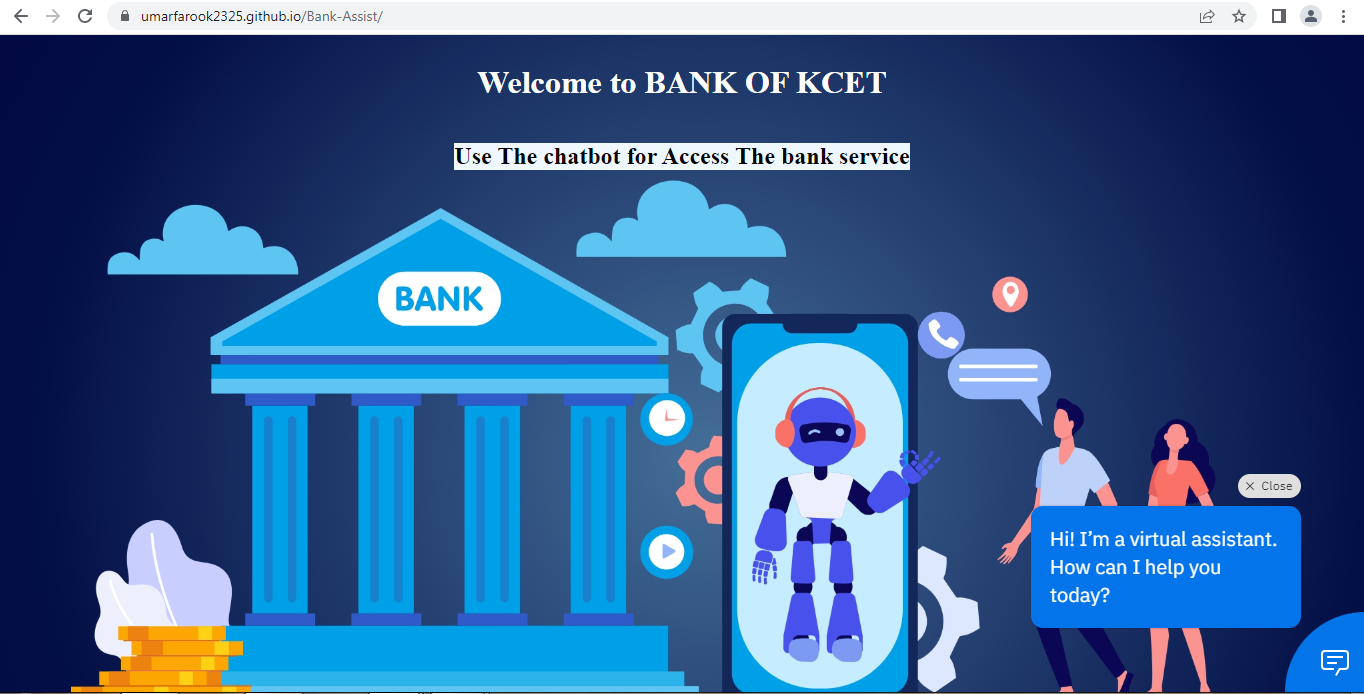 umarfarook2325.github.io/Bank-Assist/
Welcome to BANK OF KCET
Use The chatbot for Access The bank service
BANK
Close
Hi! I’m a virtual assistant.
How can I help you
today?